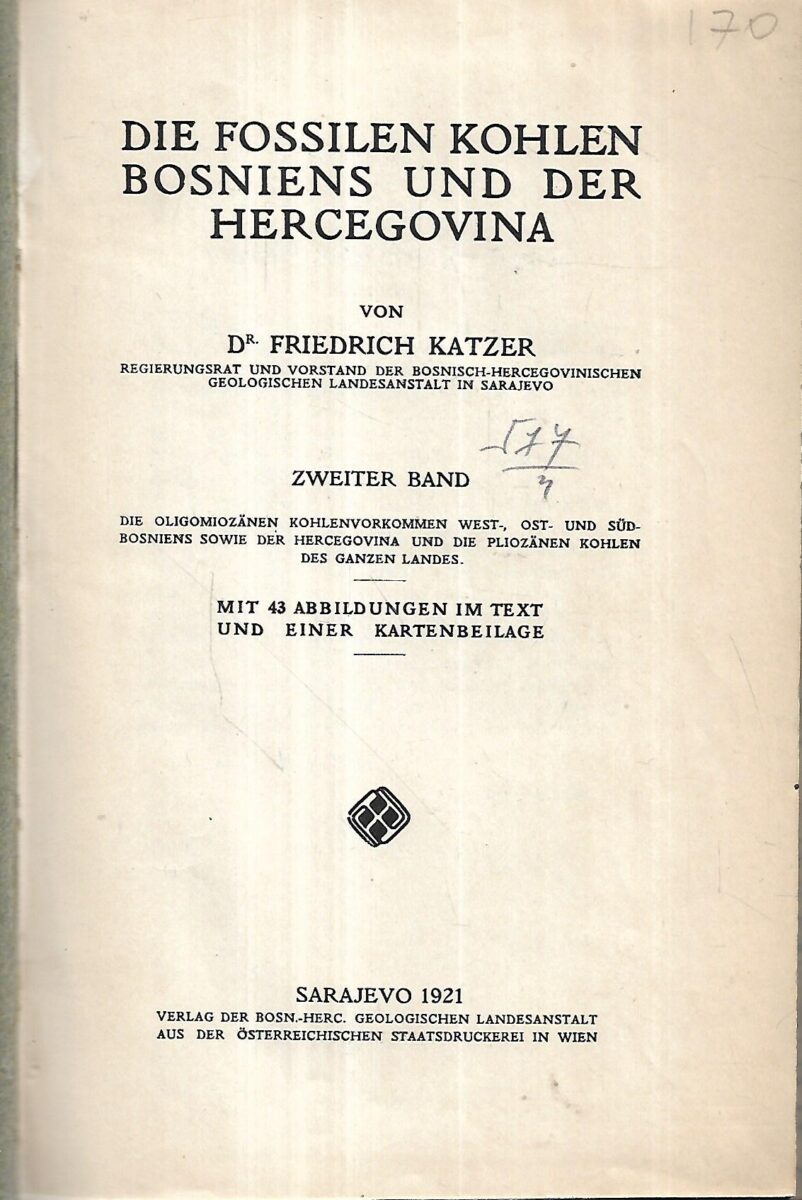 170
DIE FOSSILEN KOHLEN
BOSNIENS UND DER
HERCEGOVINA
VON
DR. FRIEDRICH KATZER
REGIERUNGSRAT UND VORSTAND DER BOSNISCH-HERCEGOVINISCHEN
GEOLOGISCHEN LANDESANSTALT IN SARAJEVO
ZWEITER BAND
DIE OLIGOMIOZÄNEN KOHLENVORKOMMEN WEST-, OST- UND SÜD-
BOSNIENS SOWIE DER HERCEGOVINA UND DIE PLIOZÄNEN KOHLEN
DES GANZEN LANDES.
MIT 43 ABBILDUNGEN IM TEXT
UND EINER KARTENBEILAGE
SARAJEVO 1921
VERLAG DER BOSN.-HERC. GEOLOGISCHEN LANDESANSTALT
AUS DER ÖSTERREICHISCHEN STAATSDRUCKEREI IN WIEN